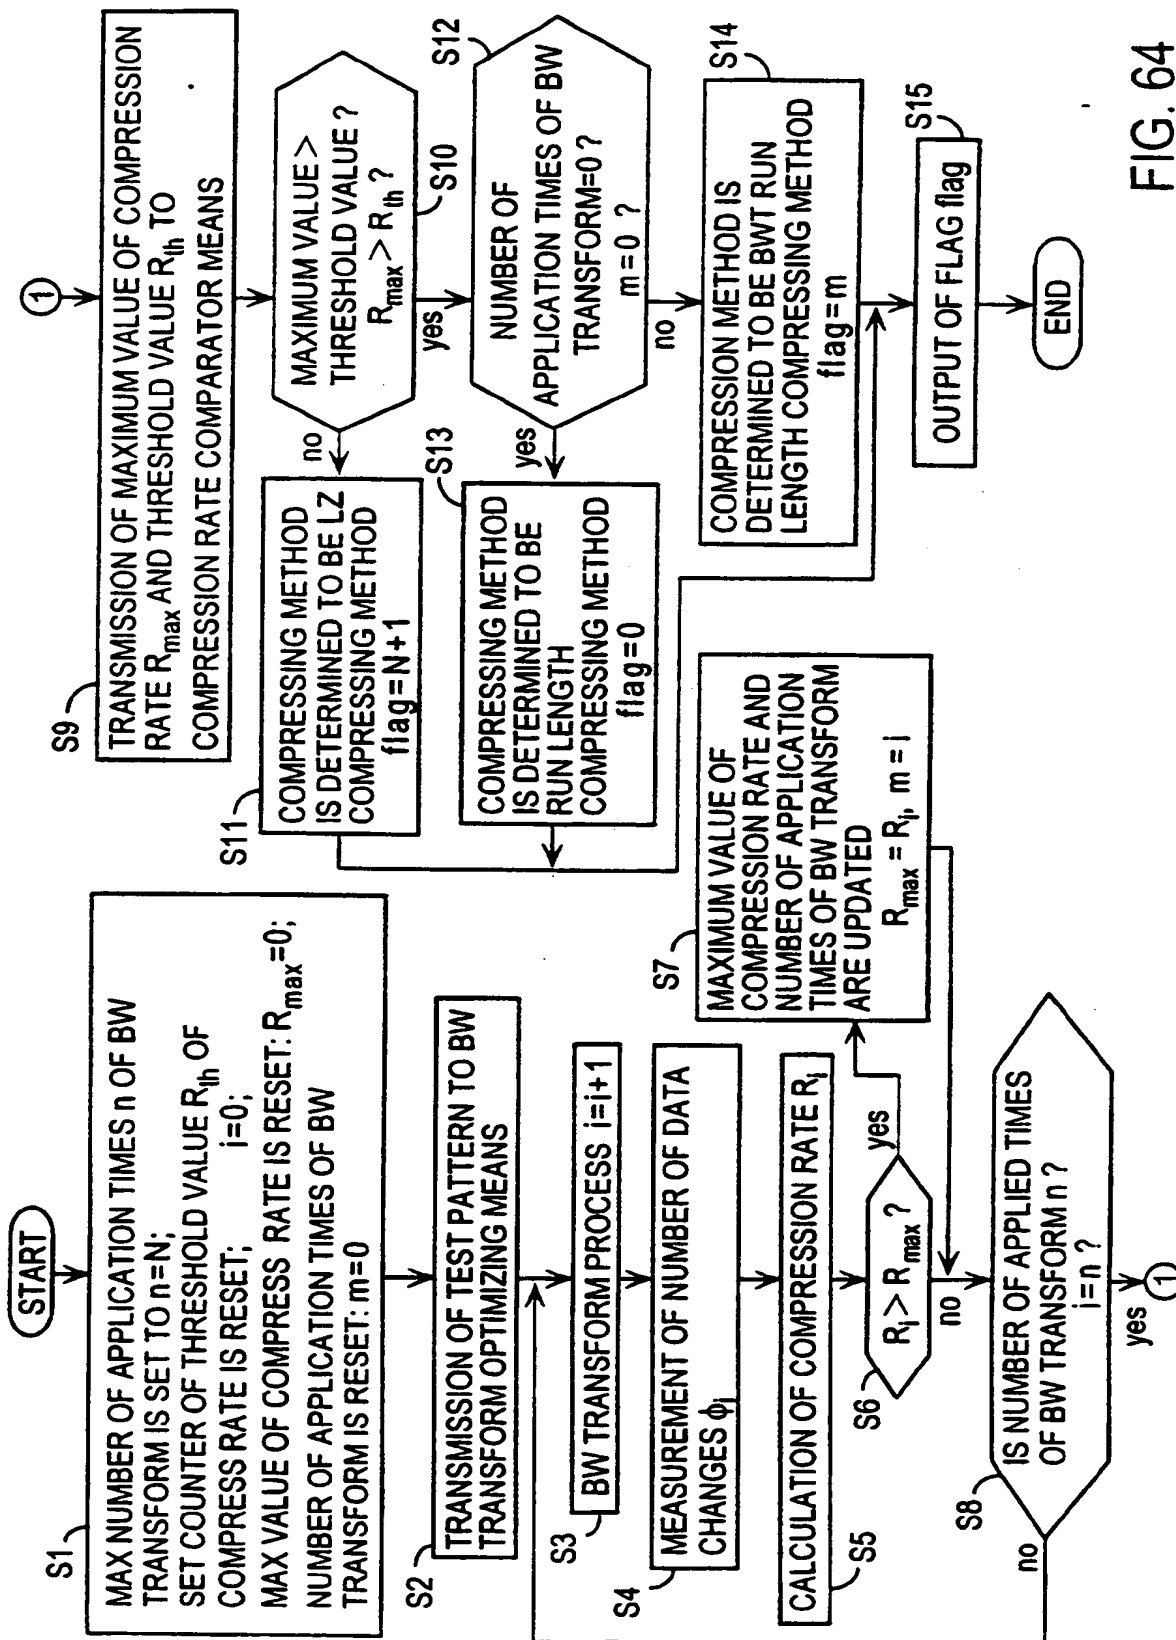 START
S1
MAX NUMBER OF APPLICATION TIMES n OF BW
TRANSFORM IS SET TO n=N;
SET COUNTER OF THRESHOLD VALUE Rth OF
COMPRESS RATE IS RESET; i=0;
MAX VALUE OF COMPRESS RATE IS RESET: Rmax=0;
NUMBER OF APPLICATION TIMES OF BW
TRANSFORM IS RESET: m=0
S2
TRANSMISSION OF TEST PATTERN TO BW
TRANSFORM OPTIMIZING MEANS
S3
BW TRANSFORM PROCESS i=i+1
S4
MEASUREMENT OF NUMBER OF DATA
CHANGES ϕi
S5
CALCULATION OF COMPRESSION RATE Ri
S6
Ri > Rmax ?
yes
no
S7
MAXIMUM VALUE OF
COMPRESSION RATE AND
NUMBER OF APPLICATION
TIMES OF BW TRANSFORM
ARE UPDATED
Rmax = Ri, m = i
S8
IS NUMBER OF APPLIED TIMES
OF BW TRANSFORM n ?
i=n ?
no
yes
1
1
S9
TRANSMISSION OF MAXIMUM VALUE OF COMPRESSION
RATE Rmax AND THRESHOLD VALUE Rth TO
COMPRESSION RATE COMPARATOR MEANS
MAXIMUM VALUE >
THRESHOLD VALUE ?
Rmax > Rth ?
S10
no
yes
S11
COMPRESSING METHOD
IS DETERMINED TO BE LZ
COMPRESSING METHOD
flag=N+1
S12
NUMBER OF
APPLICATION TIMES OF BW
TRANSFORM=0 ?
m=0 ?
yes
no
S13
COMPRESSING METHOD
IS DETERMINED TO BE
RUN LENGTH
COMPRESSING METHOD
flag=0
S14
COMPRESSION METHOD IS
DETERMINED TO BE BWT RUN
LENGTH COMPRESSING METHOD
flag=m
S15
OUTPUT OF FLAG flag
END
FIG. 64